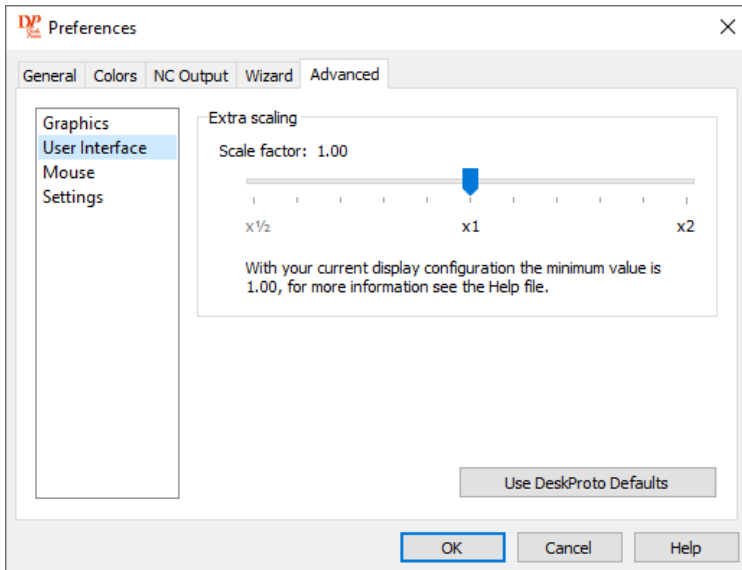 DP
Preferences
General Colors NC Output Wizard Advanced
Graphics
User Interface
Mouse
Settings
Extra scaling
Scale factor: 1.00
x½ x1 x2
With your current display configuration the minimum value is
1.00, for more information see the Help file.
Use DeskProto Defaults
OK Cancel Help